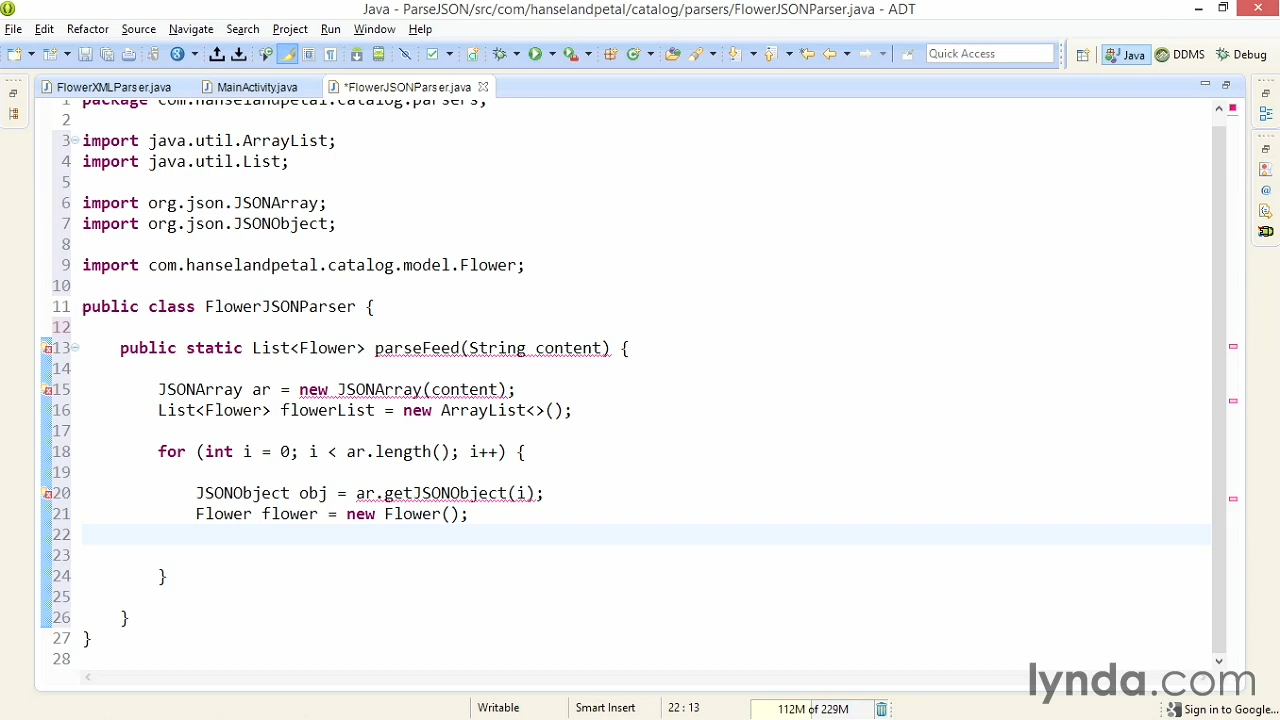 Java - ParseJSON/src/com/hanselandpetal/catalog/parsers/FlowerJSONParser.java - ADT
File Edit Refactor Source Navigate Search Project Run Window Help
Quick Access Java DDMS Debug
FlowerXMLParser.java MainActivity.java *FlowerJSONParser.java
1 package com.hanselandpetal.catalog.parsers;
2
3 import java.util.ArrayList;
4 import java.util.List;
5
6 import org.json.JSONArray;
7 import org.json.JSONObject;
8
9 import com.hanselandpetal.catalog.model.Flower;
10
11 public class FlowerJSONParser {
12
13 public static List<Flower> parseFeed(String content) {
14
15 JSONArray ar = new JSONArray(content);
16 List<Flower> flowerList = new ArrayList<>();
17
18 for (int i = 0; i < ar.length(); i++) {
19
20 JSONObject obj = ar.getJSONObject(i);
21 Flower flower = new Flower();
22
23
24 }
25
26 }
27 }
28
lynda.com
Writable Smart Insert 22 : 13 112M of 229M Sign in to Google...